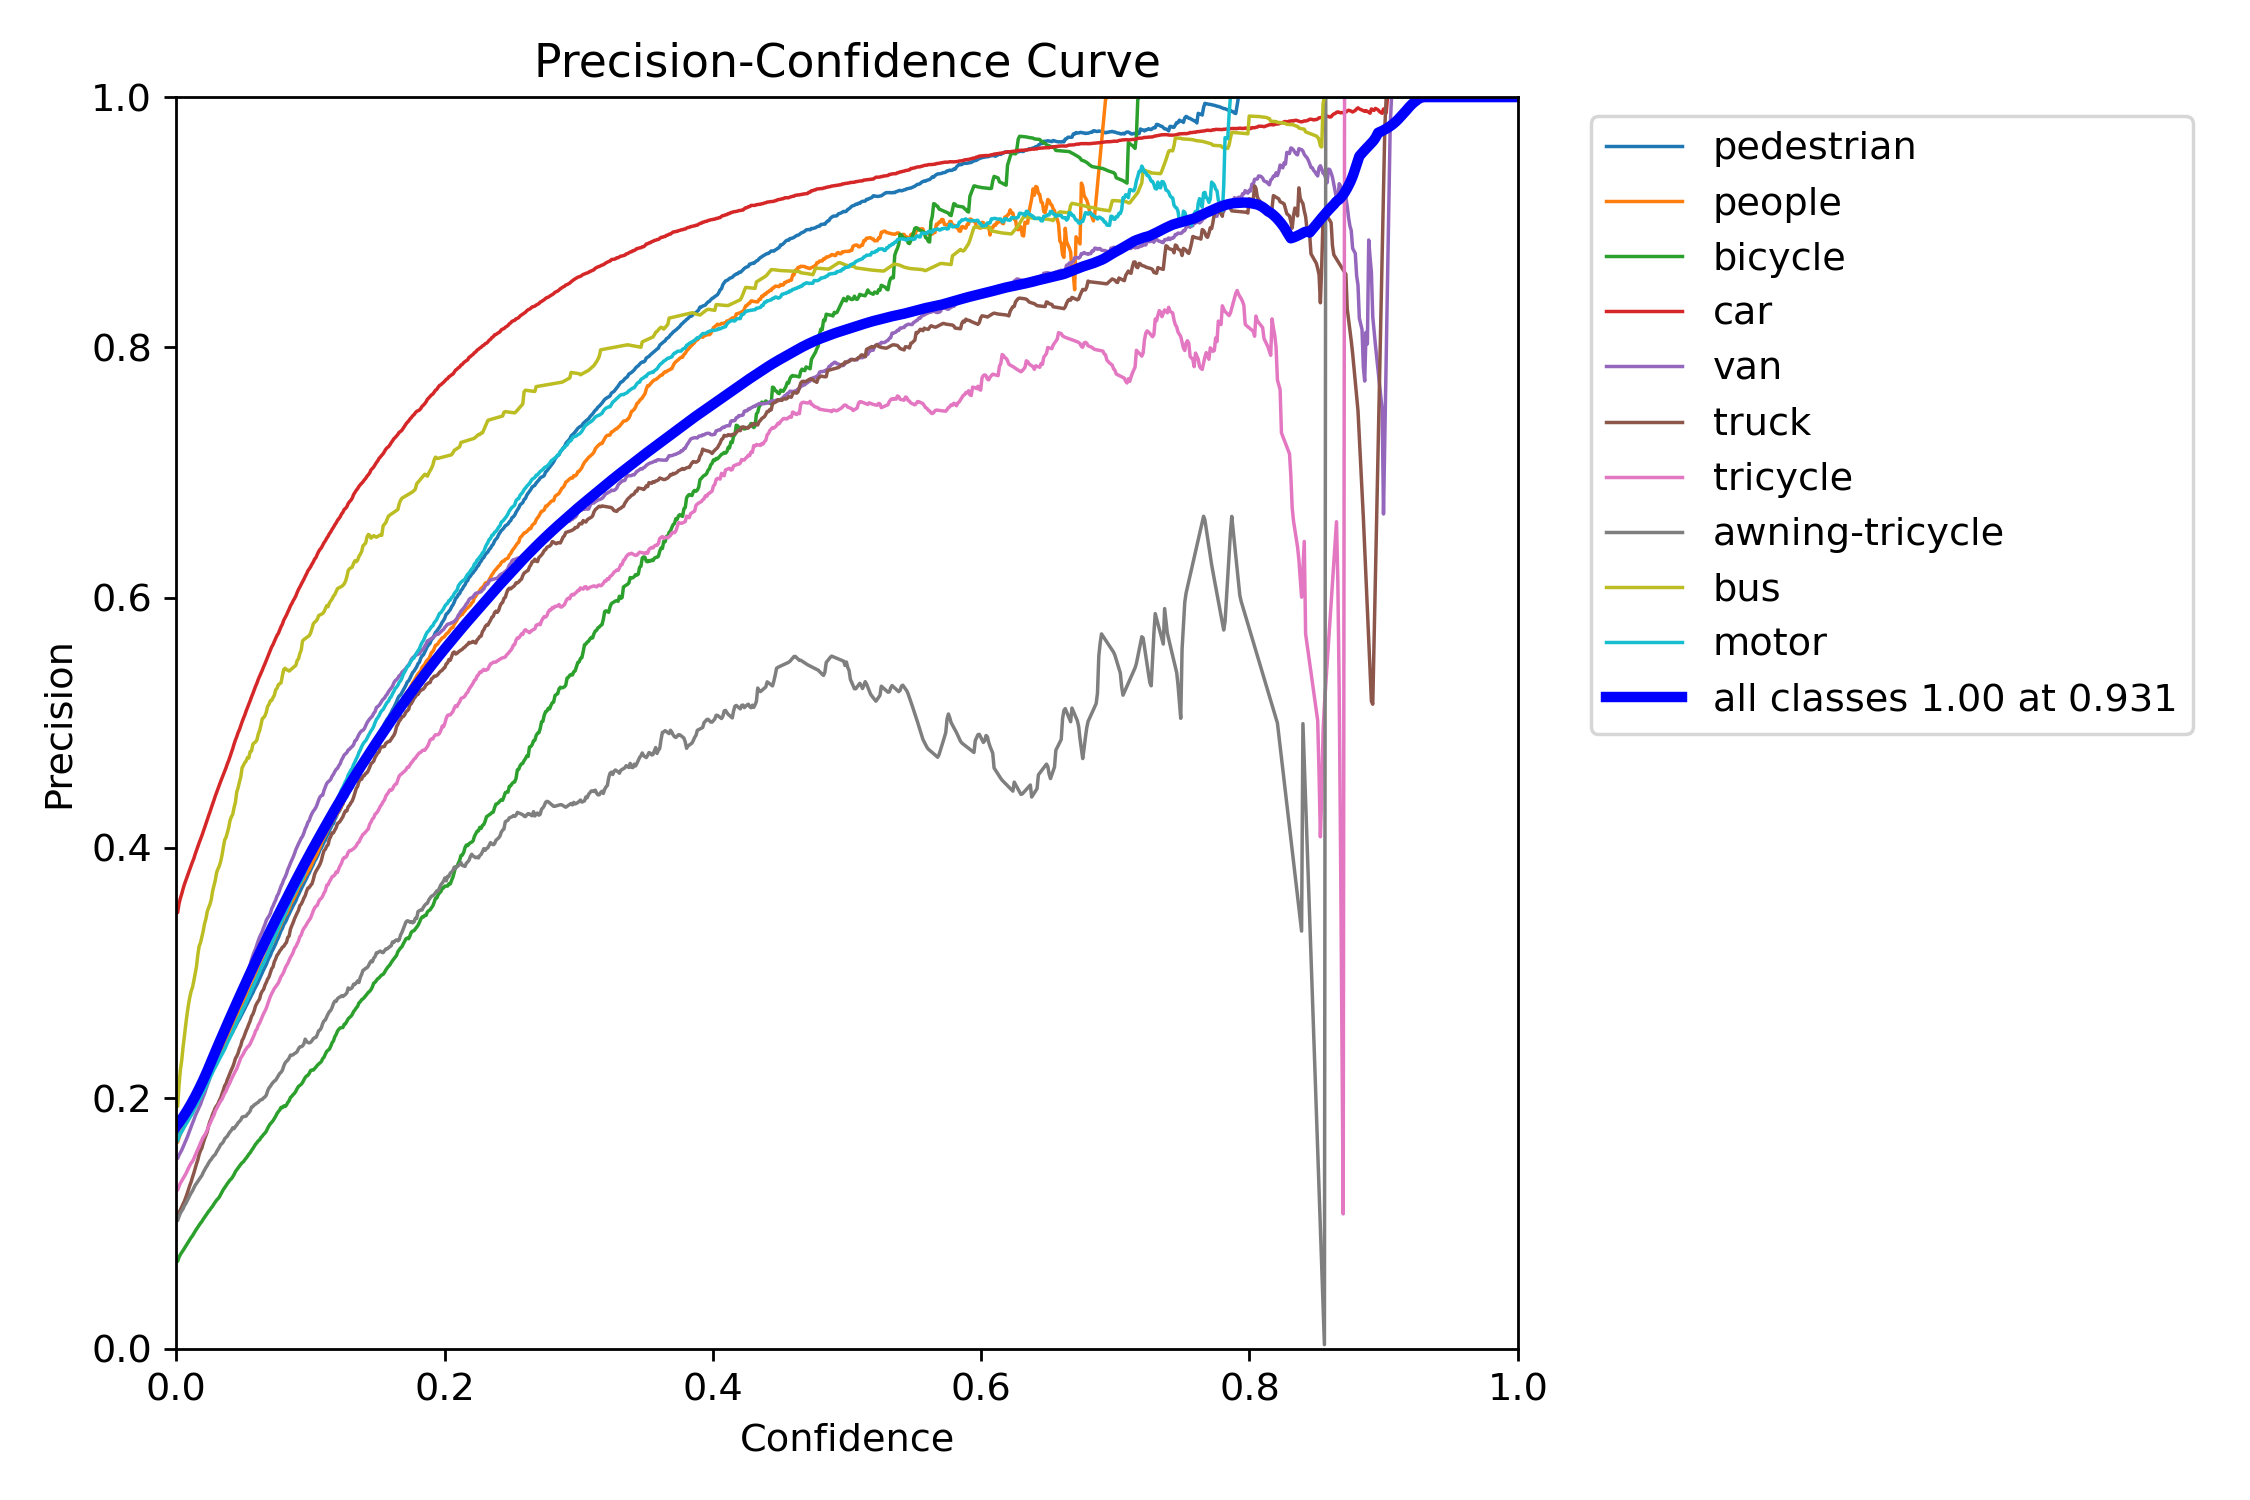 Precision-Confidence Curve
1.0
0.8
0.6
0.4
0.2
0.0
Precision
0.0 0.2 0.4 0.6 0.8 1.0
Confidence
pedestrian
people
bicycle
car
van
truck
tricycle
awning-tricycle
bus
motor
all classes 1.00 at 0.931